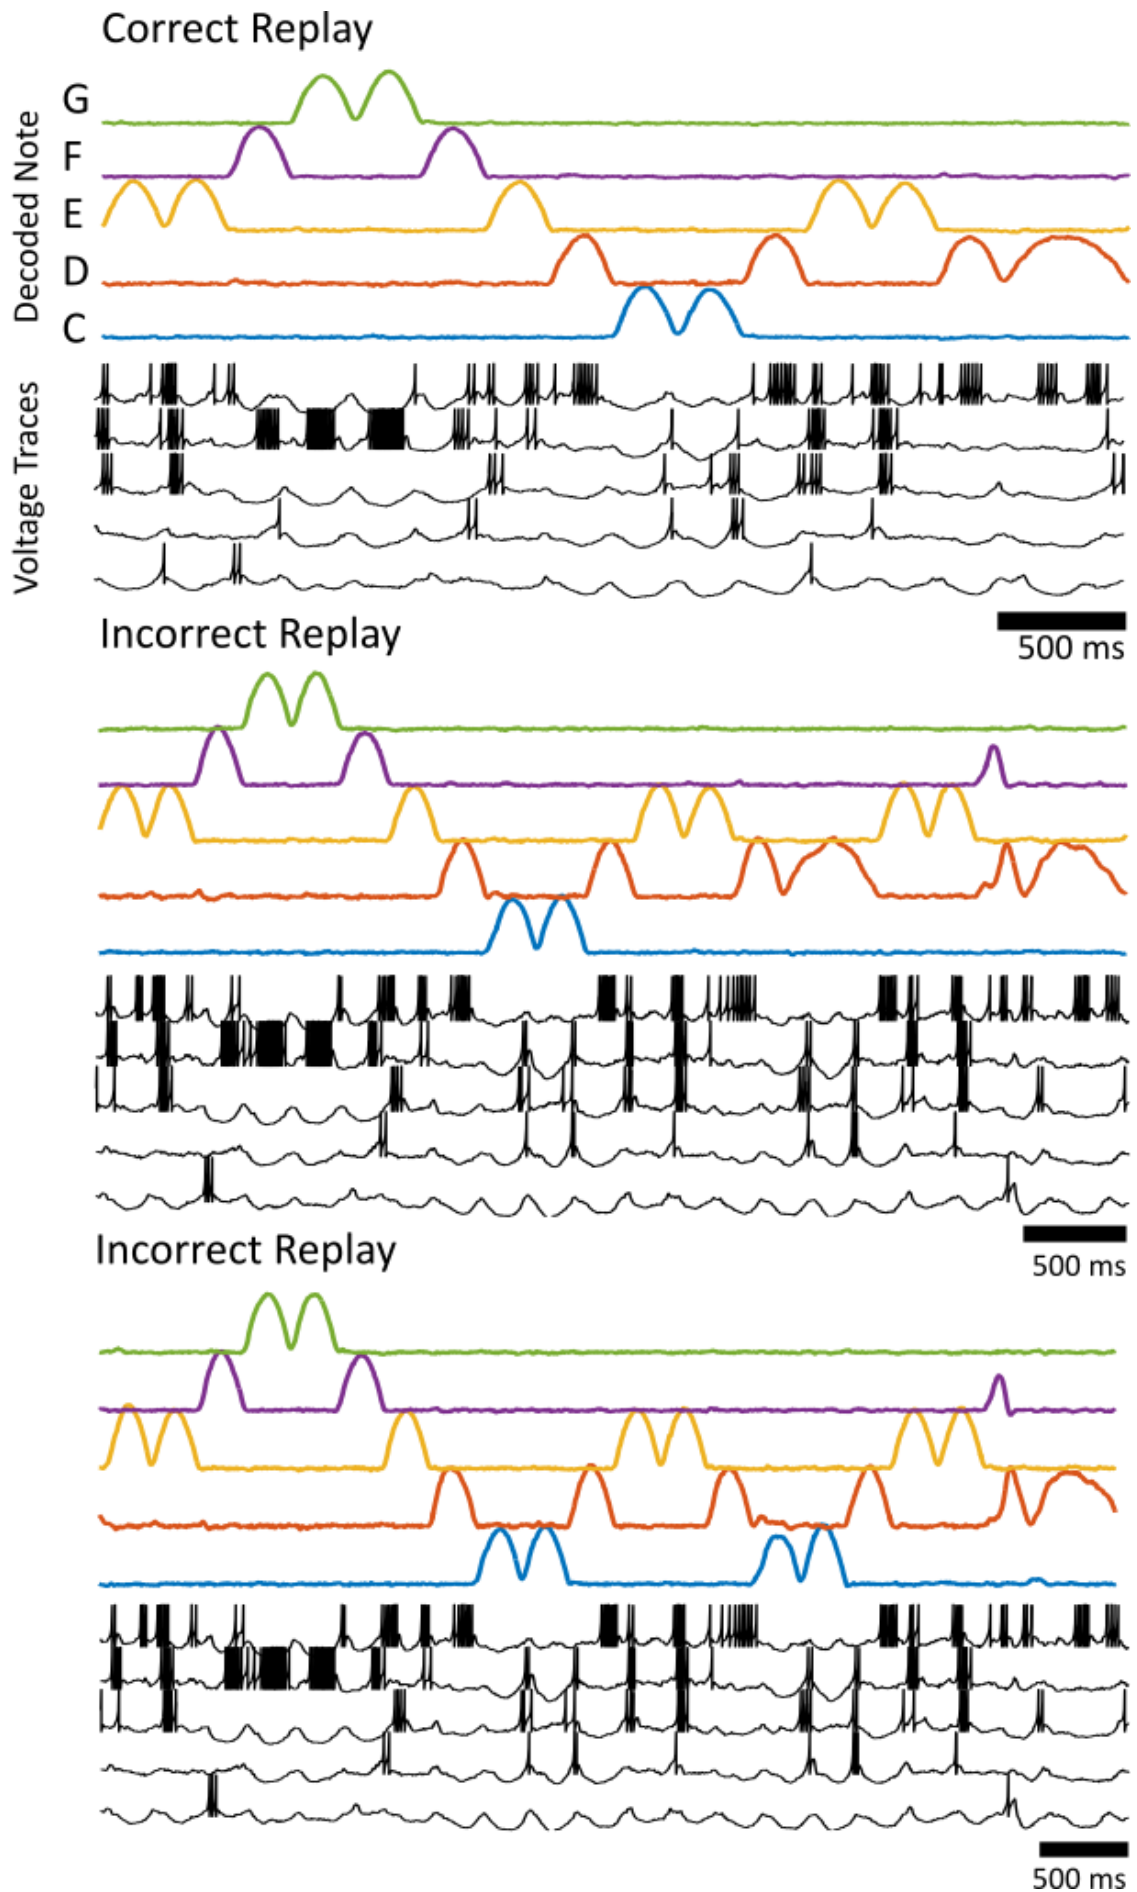 Correct Replay
Decoded Note
G
F
E
D
C
Voltage Traces
500 ms
Incorrect Replay
500 ms
Incorrect Replay
500 ms